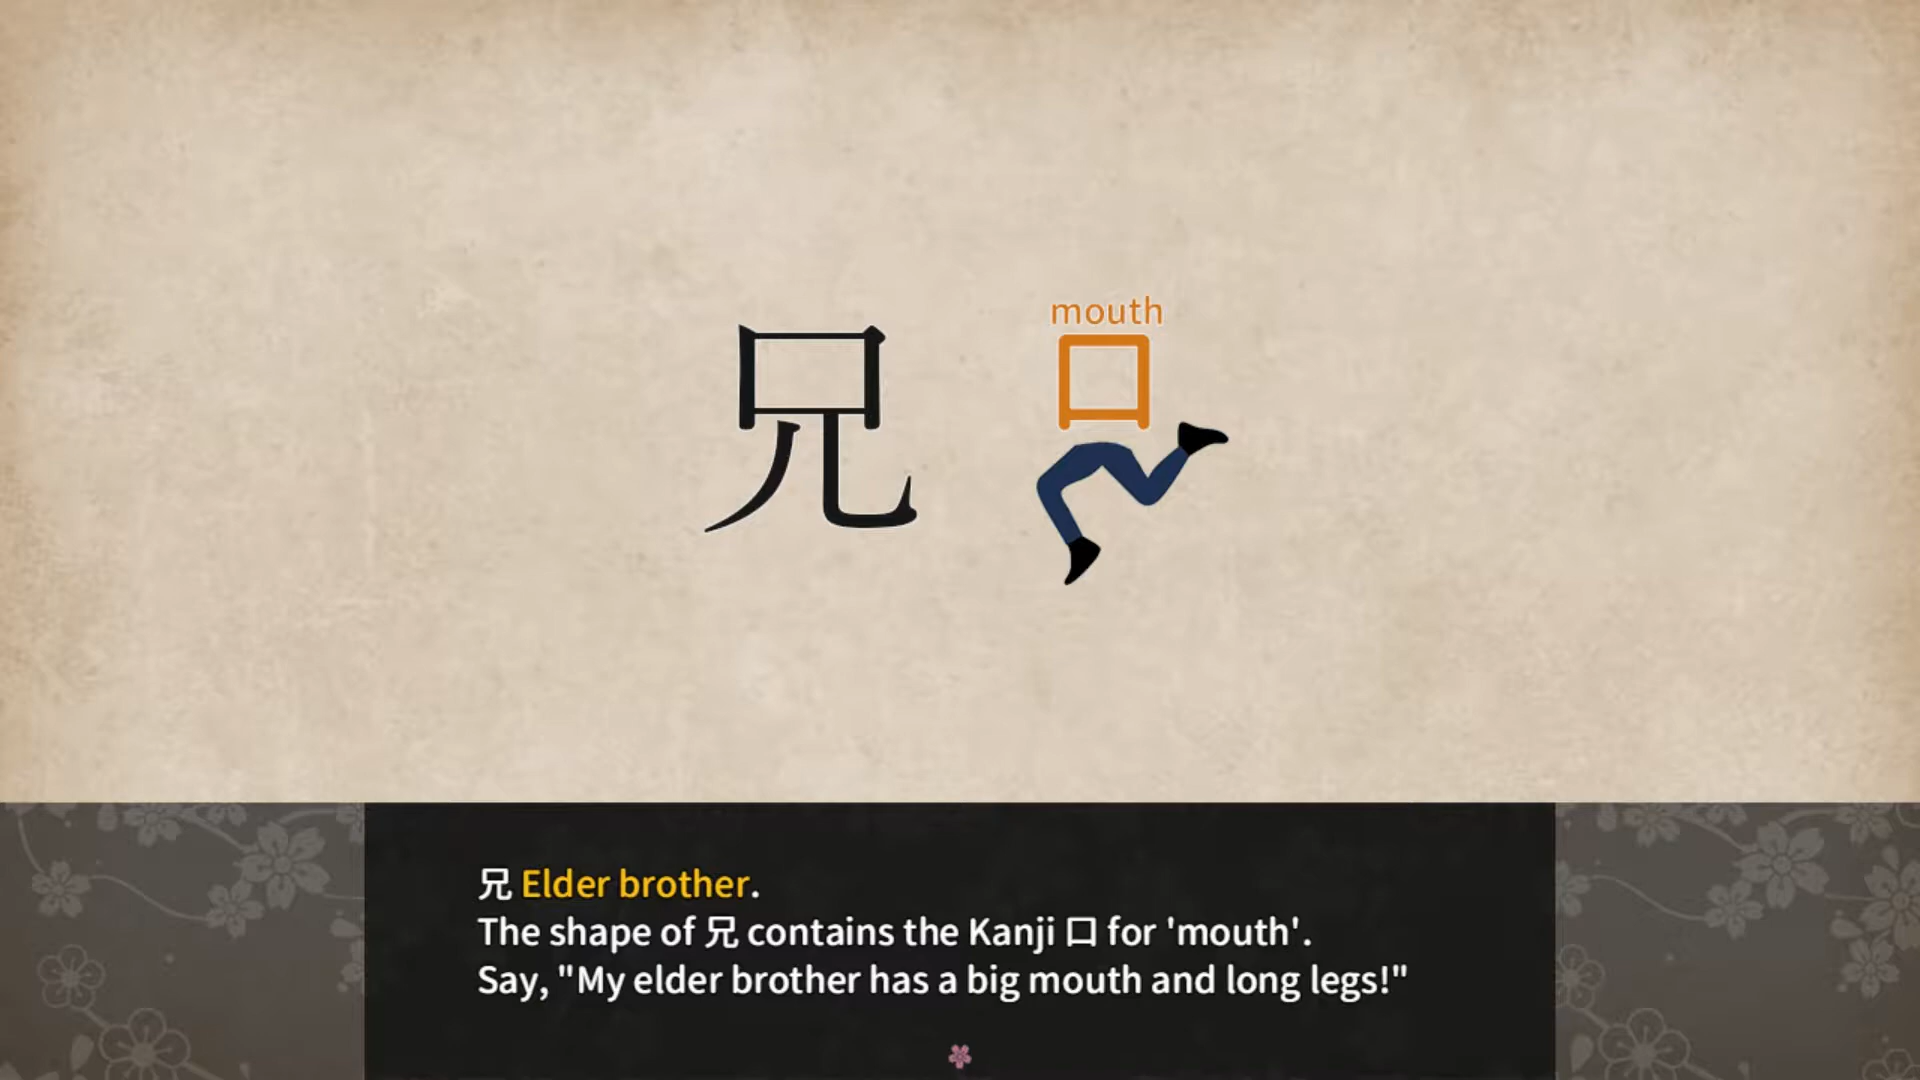 兄
mouth
口
兄 Elder brother.
The shape of 兄 contains the Kanji 口 for 'mouth'.
Say, "My elder brother has a big mouth and long legs!"